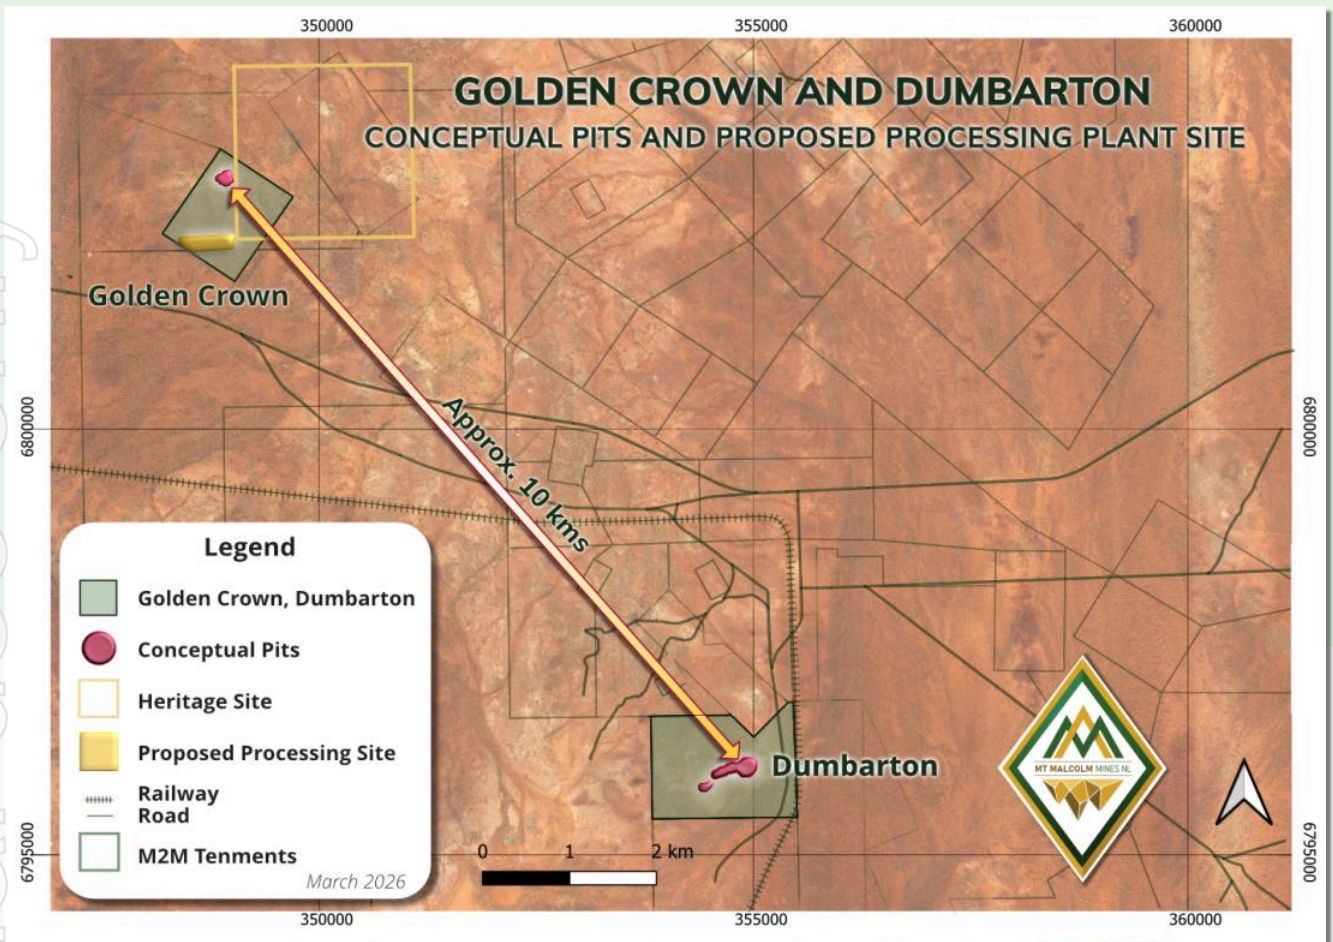 350000
355000
360000
GOLDEN CROWN AND DUMBARTON
CONCEPTUAL PITS AND PROPOSED PROCESSING PLANT SITE
Golden Crown
6800000
6800000
Approx. 10 kms
Legend
Golden Crown, Dumbarton
Conceptual Pits
Heritage Site
Proposed Processing Site
Railway
Road
M2M Tenments
March 2026
Dumbarton
MT MALCOLM MINES NL
0 1 2 km
6795000
6795000
350000
355000
360000